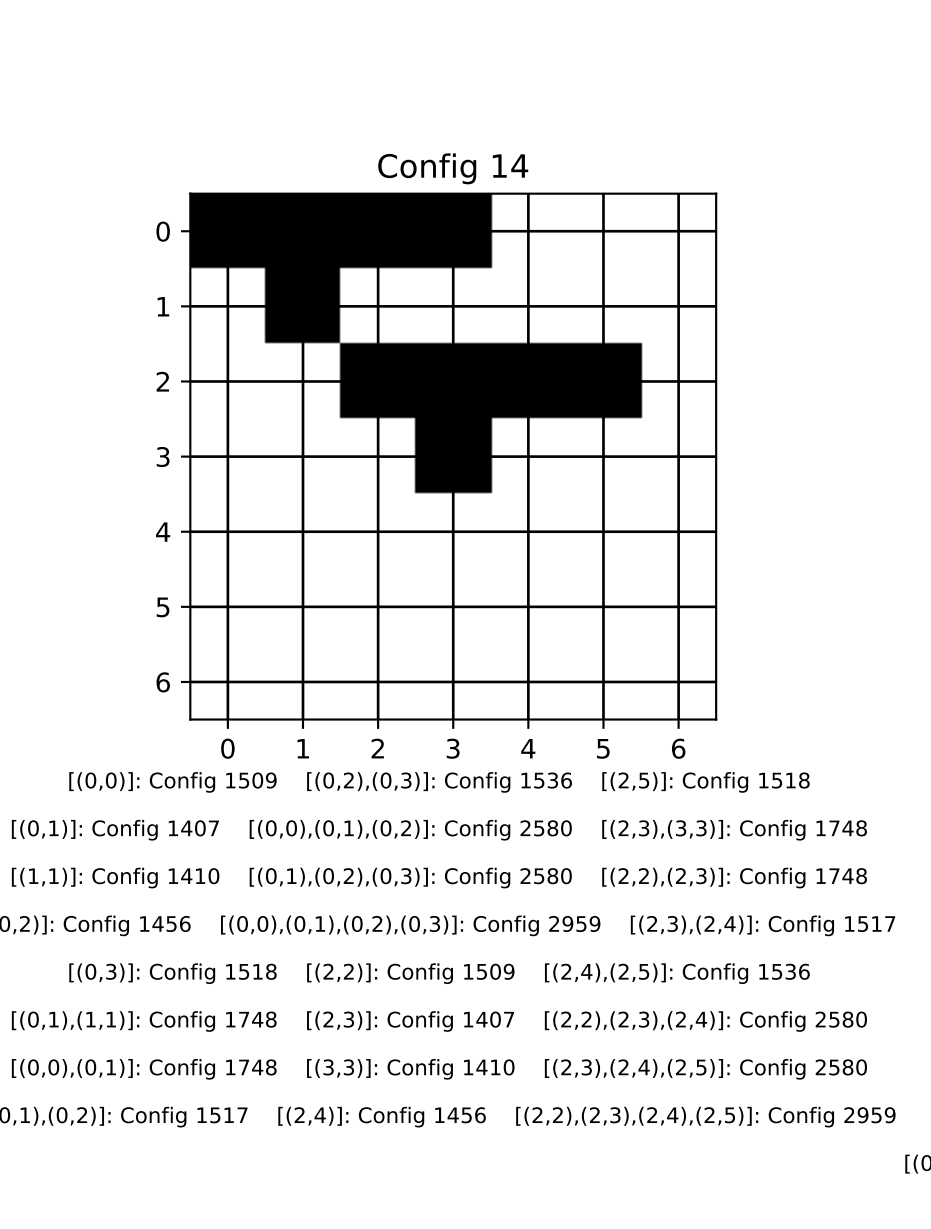 Config 14
0
1
2
3
4
5
6
0 1 2 3 4 5 6
[(0,0)]: Config 1509 [(0,2),(0,3)]: Config 1536 [(2,5)]: Config 1518
[(0,1)]: Config 1407 [(0,0),(0,1),(0,2)]: Config 2580 [(2,3),(3,3)]: Config 1748
[(1,1)]: Config 1410 [(0,1),(0,2),(0,3)]: Config 2580 [(2,2),(2,3)]: Config 1748
0,2)]: Config 1456 [(0,0),(0,1),(0,2),(0,3)]: Config 2959 [(2,3),(2,4)]: Config 1517
[(0,3)]: Config 1518 [(2,2)]: Config 1509 [(2,4),(2,5)]: Config 1536
[(0,1),(1,1)]: Config 1748 [(2,3)]: Config 1407 [(2,2),(2,3),(2,4)]: Config 2580
[(0,0),(0,1)]: Config 1748 [(3,3)]: Config 1410 [(2,3),(2,4),(2,5)]: Config 2580
0,1),(0,2)]: Config 1517 [(2,4)]: Config 1456 [(2,2),(2,3),(2,4),(2,5)]: Config 2959
[(0